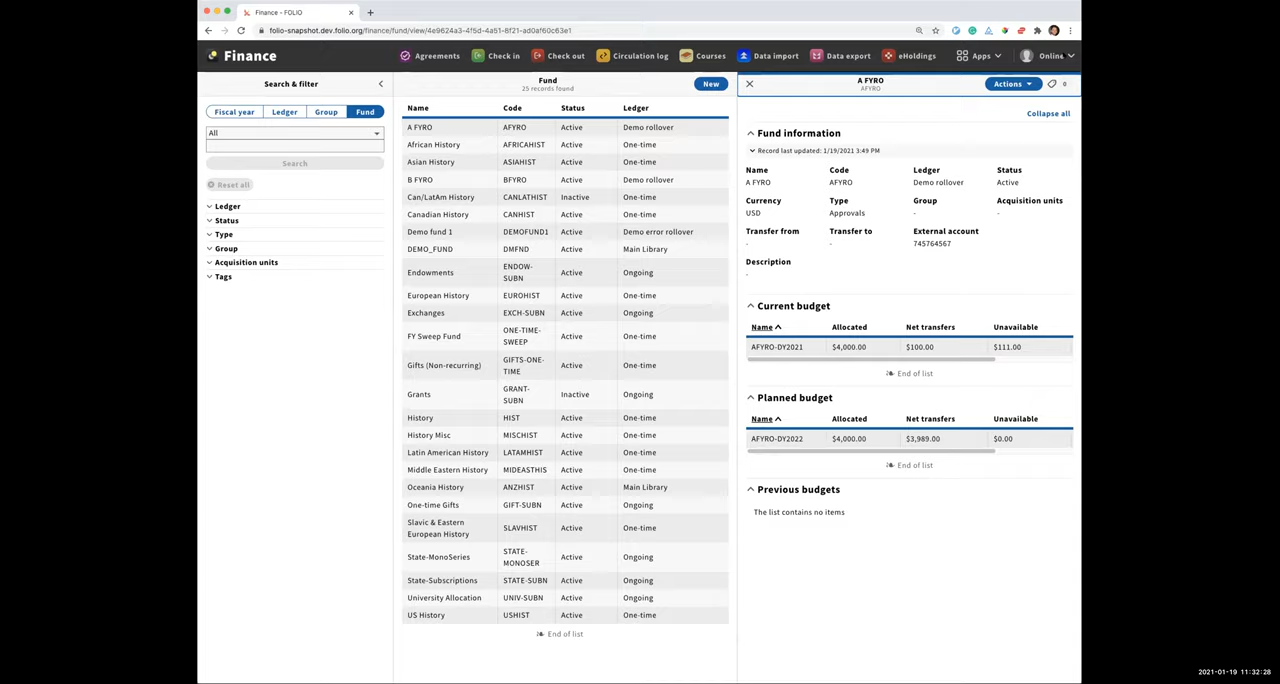 Finance - FOLIO
folio-snapshot.dev.folio.org/finance/fund/view/4e9624a3-4f5d-4a51-8f21-ad0af60c63e1
Finance
Agreements Check in Check out Circulation log Courses Data import Data export eHoldings Apps Online
Search & filter
Fiscal year Ledger Group Fund
All
Search
Reset all
Ledger
Status
Type
Group
Acquisition units
Tags
Fund
25 records found
New
Name Code Status Ledger
A FYRO AFYRO Active Demo rollover
African History AFRICAHIST Active One-time
Asian History ASIAHIST Active One-time
B FYRO BFYRO Active Demo rollover
Can/LatAm History CANLATHIST Inactive One-time
Canadian History CANHIST Active One-time
Demo fund 1 DEMOFUND1 Active Demo error rollover
DEMO_FUND DMFND Active Main Library
Endowments ENDOW-SUBN Active Ongoing
European History EUROHIST Active One-time
Exchanges EXCH-SUBN Active Ongoing
FY Sweep Fund ONE-TIME-SWEEP Active One-time
Gifts (Non-recurring) GIFTS-ONE-TIME Active One-time
Grants GRANT-SUBN Inactive Ongoing
History HIST Active One-time
History Misc MISCHIST Active One-time
Latin American History LATAMHIST Active One-time
Middle Eastern History MIDEASTHIS Active One-time
Oceania History ANZHIST Active Main Library
One-time Gifts GIFT-SUBN Active Ongoing
Slavic & Eastern European History SLAVHIST Active One-time
State-MonoSeries STATE-MONOSER Active Ongoing
State-Subscriptions STATE-SUBN Active Ongoing
University Allocation UNIV-SUBN Active Ongoing
US History USHIST Active One-time
End of list
A FYRO
AFYRO
Actions
0
Collapse all
Fund information
Record last updated: 1/19/2021 3:49 PM
Name Code Ledger Status
A FYRO AFYRO Demo rollover Active
Currency Type Group Acquisition units
USD Approvals - -
Transfer from Transfer to External account
- - 745764567
Description
-
Current budget
Name Allocated Net transfers Unavailable
AFYRO-DY2021 $4,000.00 $100.00 $111.00
End of list
Planned budget
Name Allocated Net transfers Unavailable
AFYRO-DY2022 $4,000.00 $3,989.00 $0.00
End of list
Previous budgets
The list contains no items
2021-01-19 11:32:28